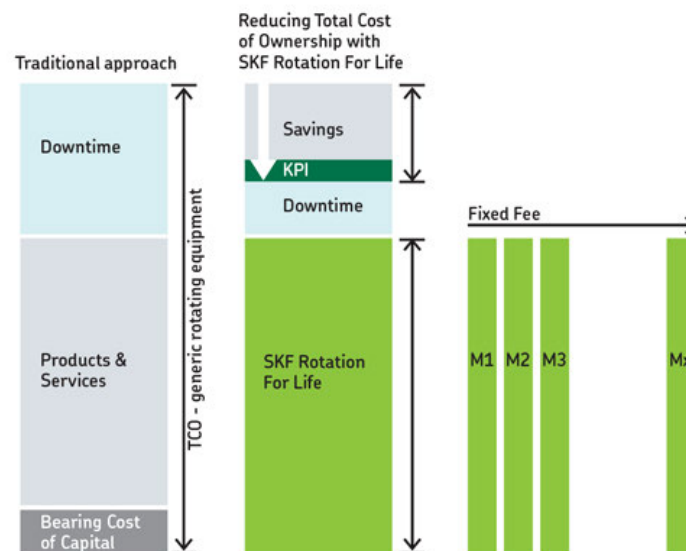 Traditional approach
Reducing Total Cost
of Ownership with
SKF Rotation For Life
Downtime
Products &
Services
Bearing Cost
of Capital
TCO - generic rotating equipment
Savings
KPI
Downtime
SKF Rotation
For Life
Fixed Fee
M1
M2
M3
Mx